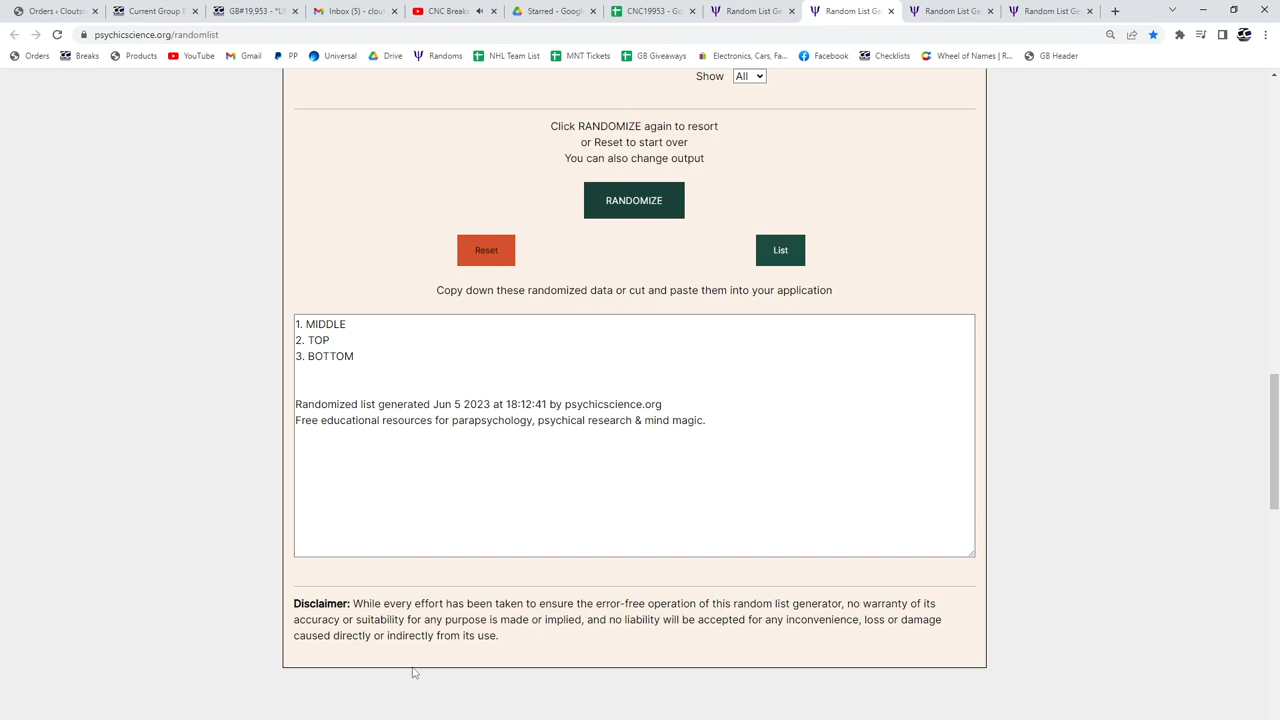 Orders ‹ Clouts
Current Group B
GB#19,953 - *LI
Inbox (5) - clout
CNC Breaks
Starred - Google
CNC19953 - Go
Random List Ge
Random List Ge
Random List Ge
Random List Ge
psychicscience.org/randomlist
Orders
Breaks
Products
YouTube
Gmail
PP
Universal
Drive
Randoms
NHL Team List
MNT Tickets
GB Giveaways
Electronics, Cars, Fa...
Facebook
Checklists
Wheel of Names | R...
GB Header
Show All
Click RANDOMIZE again to resort
or Reset to start over
You can also change output
RANDOMIZE
Reset
List
Copy down these randomized data or cut and paste them into your application
1. MIDDLE
2. TOP
3. BOTTOM
Randomized list generated Jun 5 2023 at 18:12:41 by psychicscience.org
Free educational resources for parapsychology, psychical research & mind magic.
Disclaimer: While every effort has been taken to ensure the error-free operation of this random list generator, no warranty of its
accuracy or suitability for any purpose is made or implied, and no liability will be accepted for any inconvenience, loss or damage
caused directly or indirectly from its use.